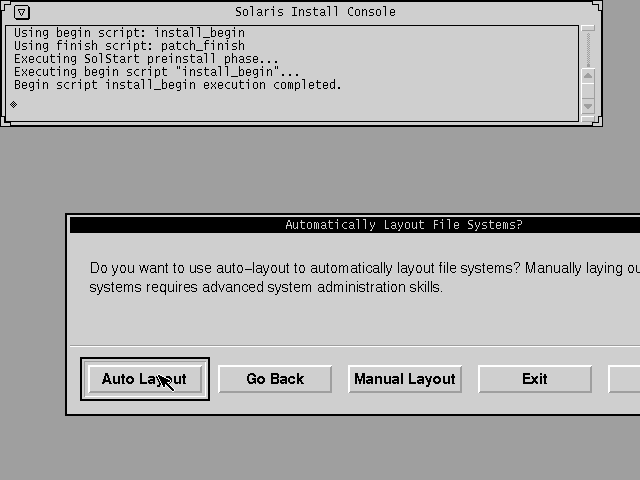 Solaris Install Console
Using begin script: install_begin
Using finish script: patch_finish
Executing SolStart preinstall phase...
Executing begin script "install_begin"...
Begin script install_begin execution completed.
Automatically Layout File Systems?
Do you want to use auto-layout to automatically layout file systems? Manually laying ou
systems requires advanced system administration skills.
Auto Layout Go Back Manual Layout Exit